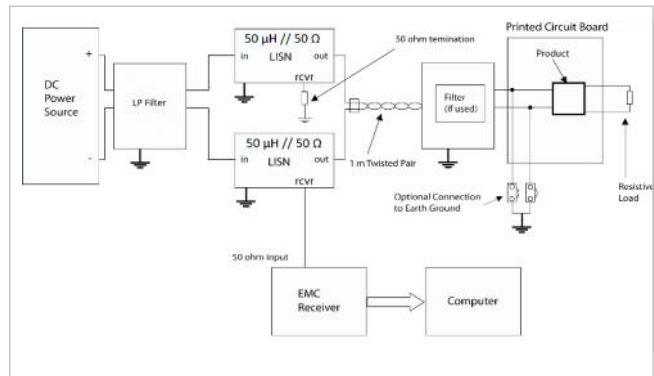 Printed Circuit Board
50 µH // 50 Ω
in
LISN
out
rcvr
50 ohm temination
Product
+
DC
Power
Source
-
LP Filter
Filter
(if used)
50 µH // 50 Ω
in
LISN
out
rcvr
1 m Twisted Pair
Optional Connection
to Earth Ground
Resistive
Load
50 ohm input
EMC
Receiver
Computer